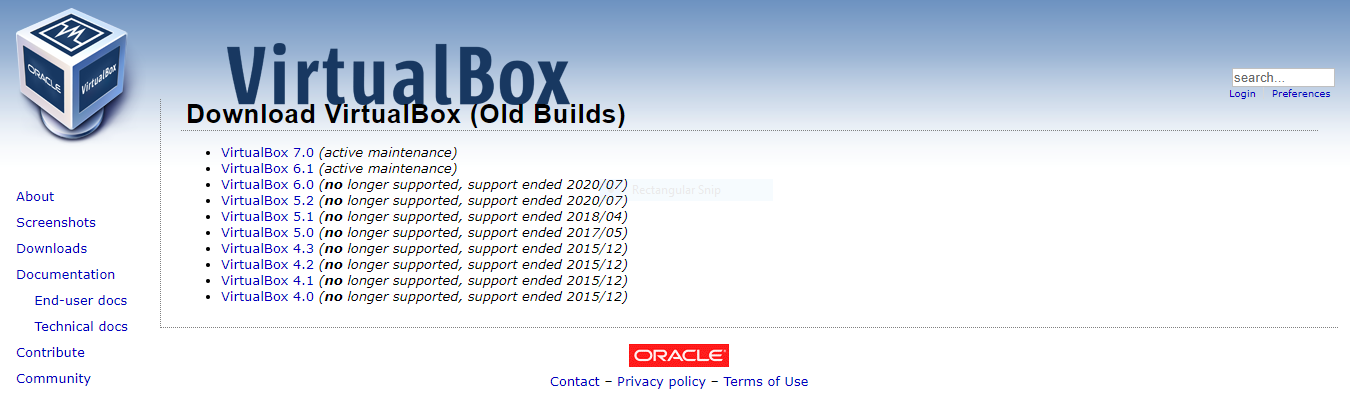 ORACLE
VirtualBox
VirtualBox
search...
Login Preferences
Download VirtualBox (Old Builds)
VirtualBox 7.0 (active maintenance)
VirtualBox 6.1 (active maintenance)
VirtualBox 6.0 (no longer supported, support ended 2020/07)
Rectangular Snip
VirtualBox 5.2 (no longer supported, support ended 2020/07)
VirtualBox 5.1 (no longer supported, support ended 2018/04)
VirtualBox 5.0 (no longer supported, support ended 2017/05)
VirtualBox 4.3 (no longer supported, support ended 2015/12)
VirtualBox 4.2 (no longer supported, support ended 2015/12)
VirtualBox 4.1 (no longer supported, support ended 2015/12)
VirtualBox 4.0 (no longer supported, support ended 2015/12)
About
Screenshots
Downloads
Documentation
End-user docs
Technical docs
Contribute
Community
ORACLE
Contact – Privacy policy – Terms of Use